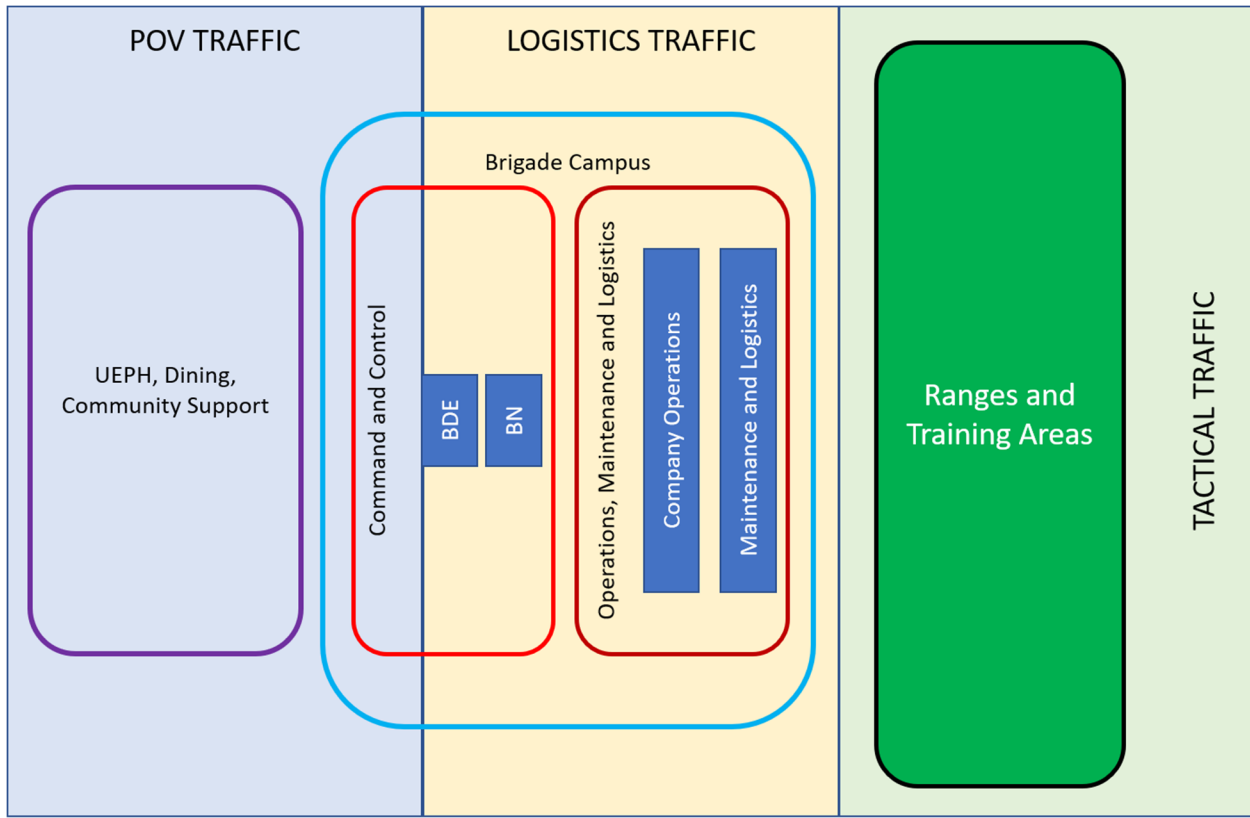 POV TRAFFIC
LOGISTICS TRAFFIC
Brigade Campus
UEPH, Dining,
Community Support
Command and Control
BDE
BN
Operations, Maintenance and Logistics
Company Operations
Maintenance and Logistics
Ranges and
Training Areas
TACTICAL TRAFFIC